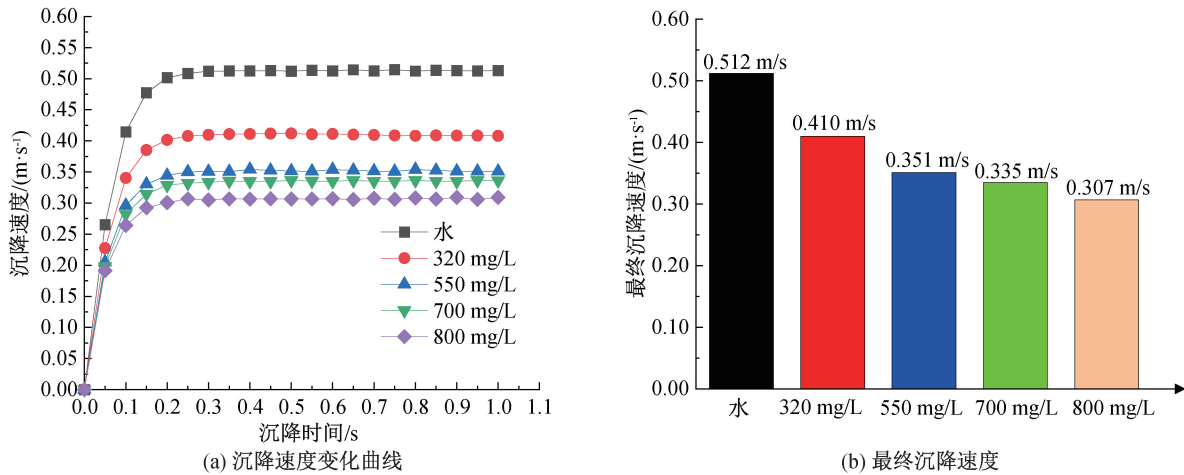 0.60
0.55
0.50
0.45
0.40
0.35
0.30
0.25
0.20
0.15
0.10
0.05
0.00
沉降速度/(m·s⁻¹)
水
320 mg/L
550 mg/L
700 mg/L
800 mg/L
0.0 0.1 0.2 0.3 0.4 0.5 0.6 0.7 0.8 0.9 1.0 1.1
沉降时间/s
(a) 沉降速度变化曲线
0.60
0.50
0.40
0.30
0.20
0.10
0.00
最终沉降速度/(m·s⁻¹)
0.512 m/s
0.410 m/s
0.351 m/s
0.335 m/s
0.307 m/s
水 320 mg/L 550 mg/L 700 mg/L 800 mg/L
(b) 最终沉降速度